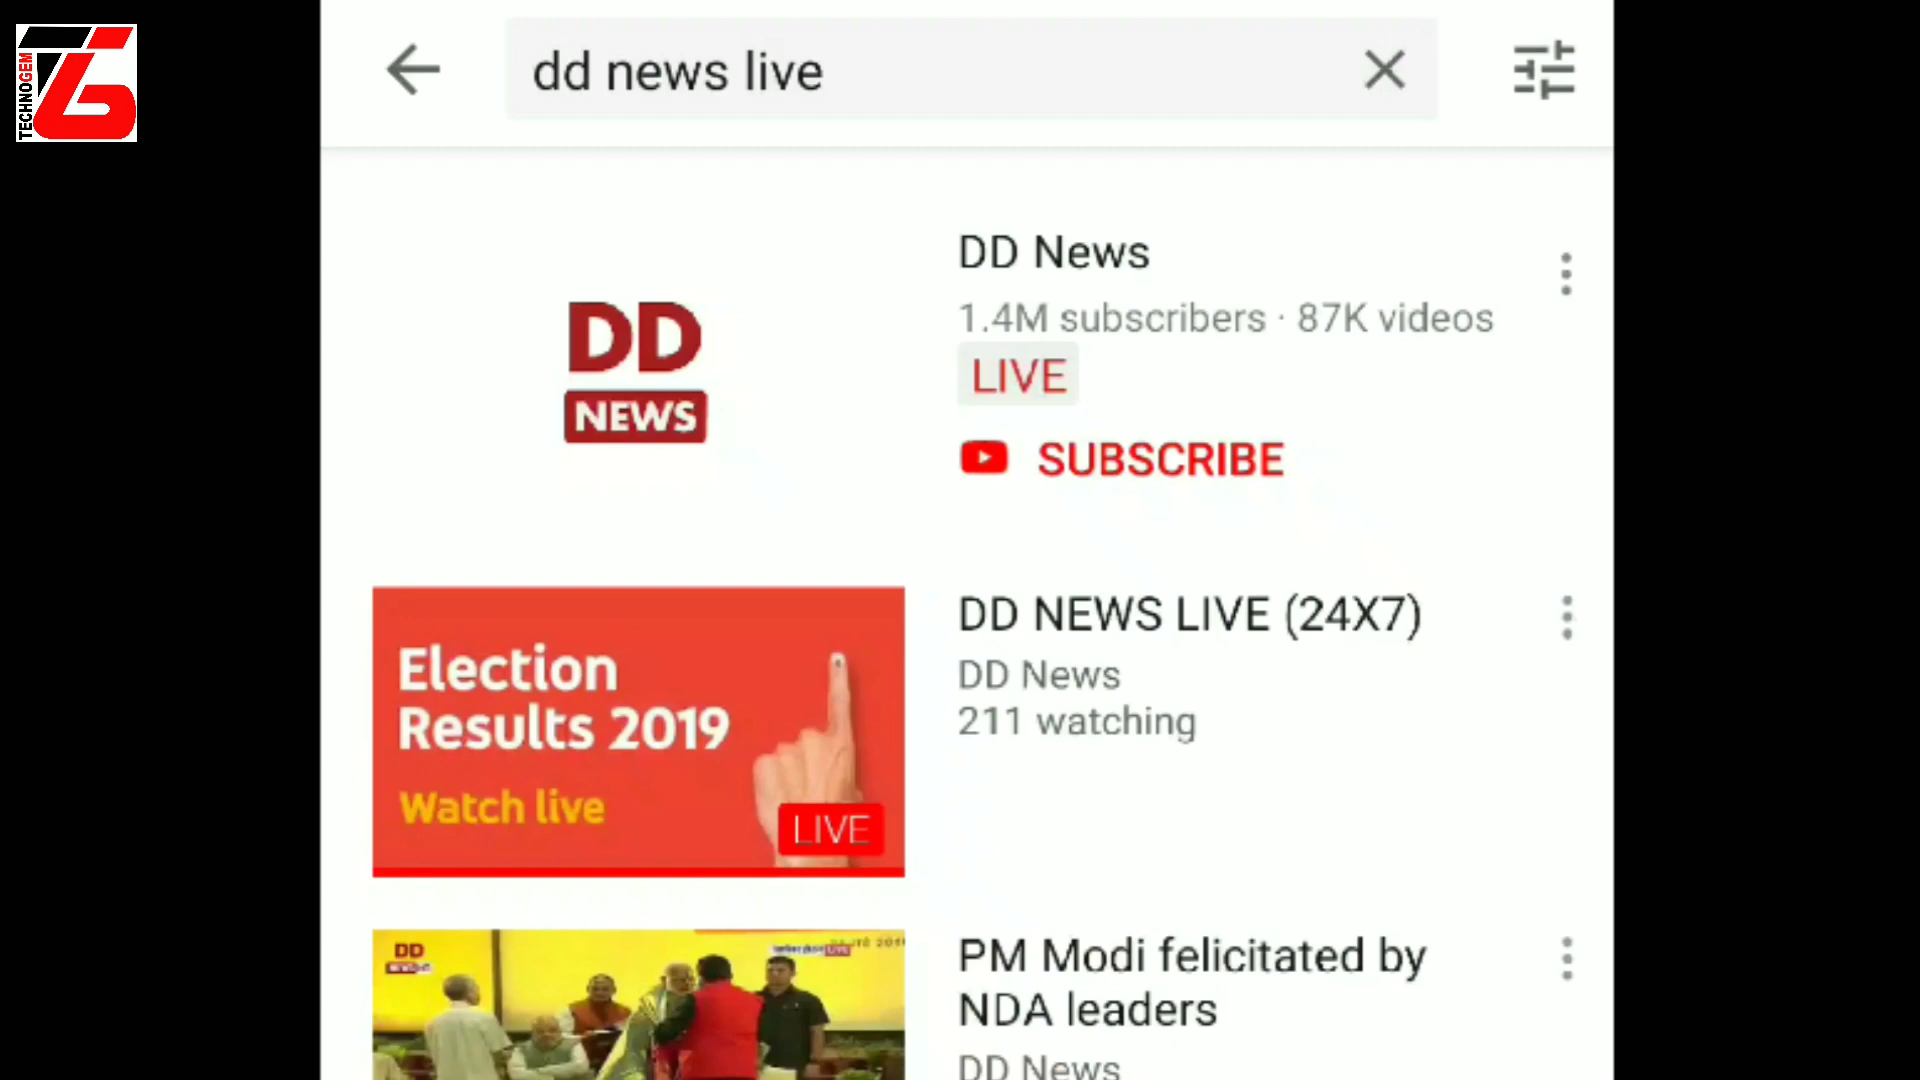 TECHNOGEM
dd news live
DD News
1.4M subscribers · 87K videos
LIVE
SUBSCRIBE
DD
NEWS
Election
Results 2019
Watch live
LIVE
DD NEWS LIVE (24X7)
DD News
211 watching
DD
LIVE
PM Modi felicitated by
NDA leaders
DD News